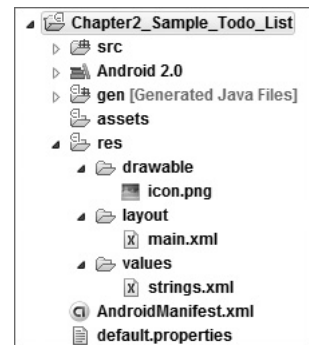 Chapter2_Sample_Todo_List
src
Android 2.0
gen [Generated Java Files]
assets
res
drawable
icon.png
layout
main.xml
values
strings.xml
AndroidManifest.xml
default.properties